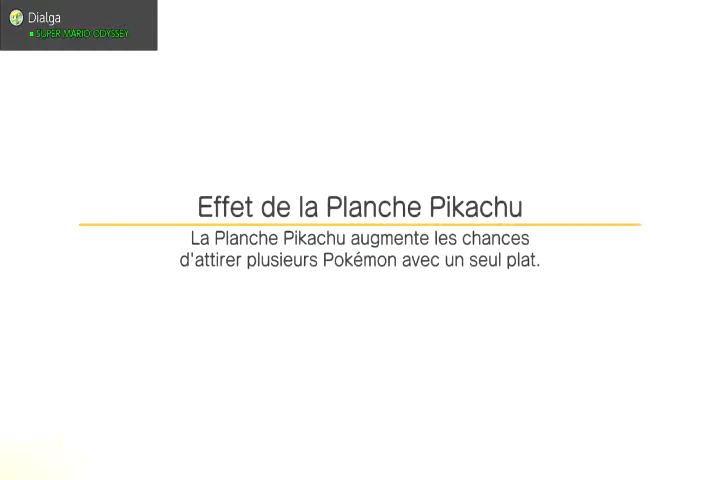 Dialga
SUPER MARIO ODYSSEY
Effet de la Planche Pikachu
La Planche Pikachu augmente les chances
d'attirer plusieurs Pokémon avec un seul plat.